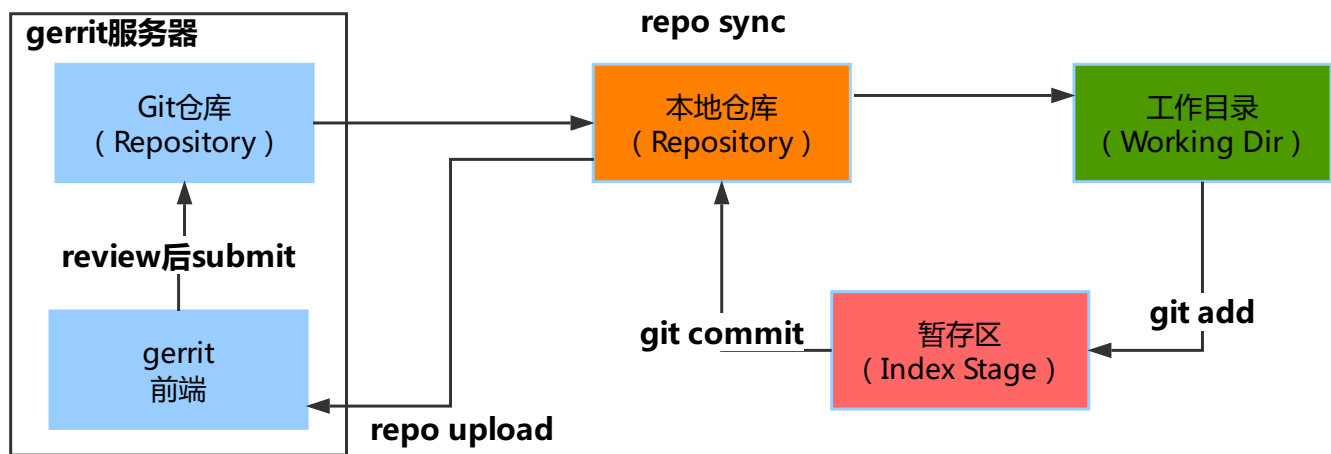 gerrit服务器
repo sync
Git仓库
（Repository）
本地仓库
（Repository）
工作目录
（Working Dir）
review后submit
git add
git commit
暂存区
（Index Stage）
gerrit
前端
repo upload